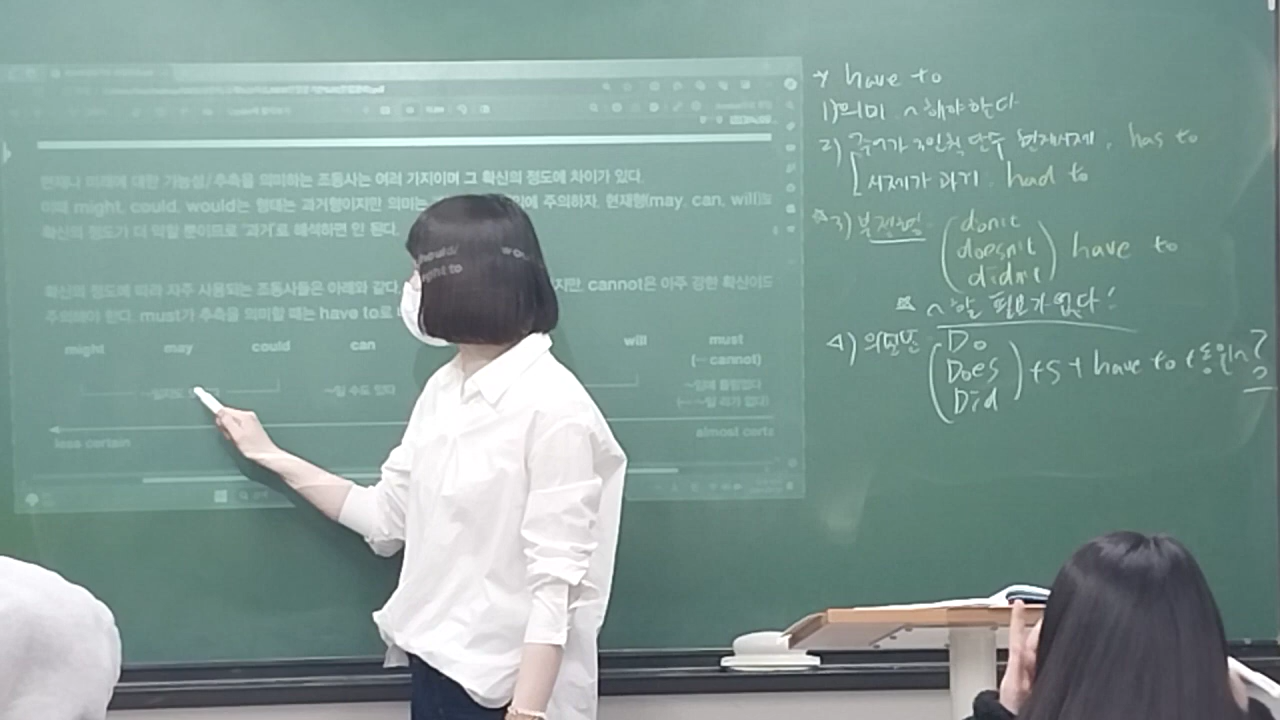 현재나 미래에 대한 가능성/추측을 의미하는 조동사는 여러 가지이며 그 확신의 정도에 차이가 있다.
이때 might, could, would는 형태는 과거형이지만 의미는 주의하자. 현재형(may, can, will)보
확신의 정도가 더 약할 뿐이므로 '과거'로 해석하면 안 된다.
확신의 정도에 따라 자주 사용되는 조동사들은 아래와 같다. cannot은 아주 강한 확신이므
주의해야 한다. must가 추측을 의미할 때는 have to로
should/
ought to
might may could can will must
(↔ cannot)
~일 수도 있다
less certain
almost certa
* have to
1) 의미 ~해야 한다
2) 주어가 3인칭 단수 현재시제, has to
시제가 과거. had to
☆3) 부정형 (don't
doesn't
didn't) have to
~할 필요가 없다!
4) 의문문 (Do
Does
Did) + S + have to + 동원~?